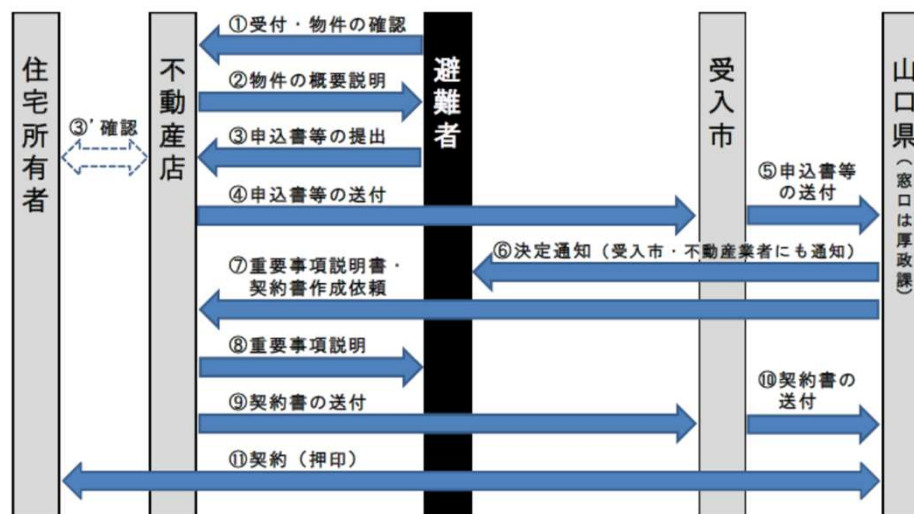 住宅所有者
不動産店
避難者
受入市
山口県（窓口は厚政課）
①受付・物件の確認
②物件の概要説明
③’確認
③申込書等の提出
④申込書等の送付
⑤申込書等
の送付
⑥決定通知（受入市・不動産業者にも通知）
⑦重要事項説明書・
契約書作成依頼
⑧重要事項説明
⑨契約書の送付
⑩契約書の
送付
⑪契約（押印）